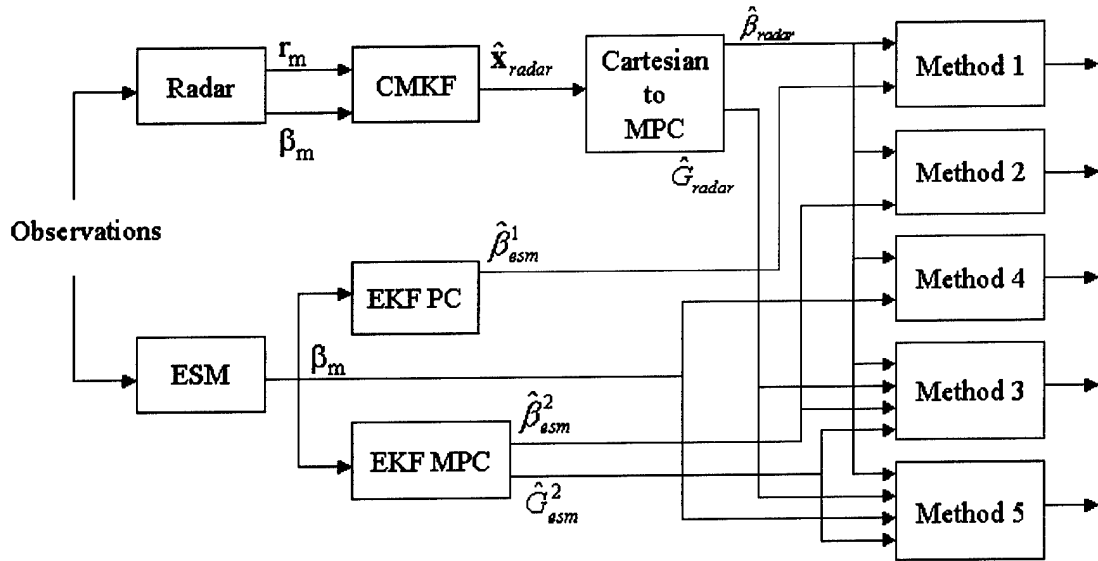 Observations
Radar
r_m
β_m
CMKF
x̂_radar
Cartesian
to
MPC
β̂_radar
Ĝ_radar
ESM
β_m
EKF PC
β̂¹_esm
EKF MPC
β̂²_esm
Ĝ²_esm
Method 1
Method 2
Method 4
Method 3
Method 5